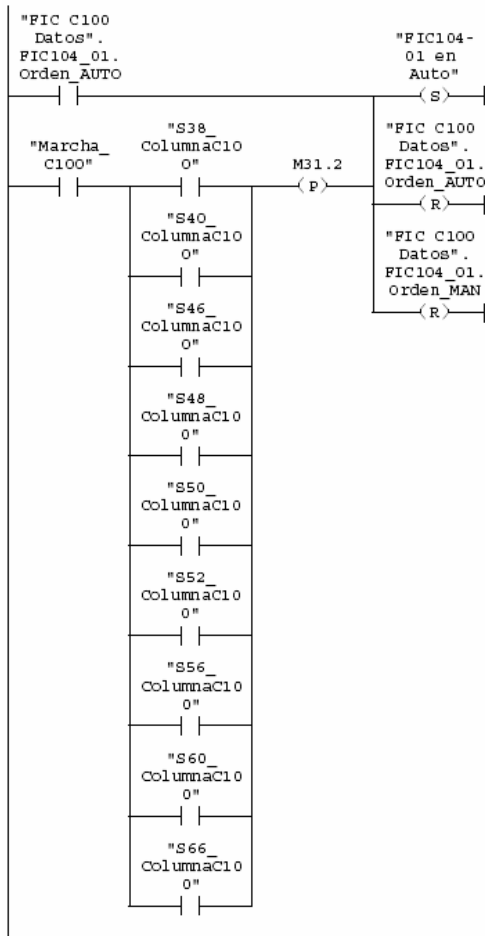 "FIC C100
Datos".
FIC104_01.
Orden_AUTO
"FIC104-
01 en
Auto"
S
"Marcha_
C100"
"S38_
ColumnaC10
0"
M31.2
P
"FIC C100
Datos".
FIC104_01.
Orden_AUTO
R
"S40_
ColumnaC10
0"
"FIC C100
Datos".
FIC104_01.
Orden_MAN
R
"S46_
ColumnaC10
0"
"S48_
ColumnaC10
0"
"S50_
ColumnaC10
0"
"S52_
ColumnaC10
0"
"S56_
ColumnaC10
0"
"S60_
ColumnaC10
0"
"S66_
ColumnaC10
0"